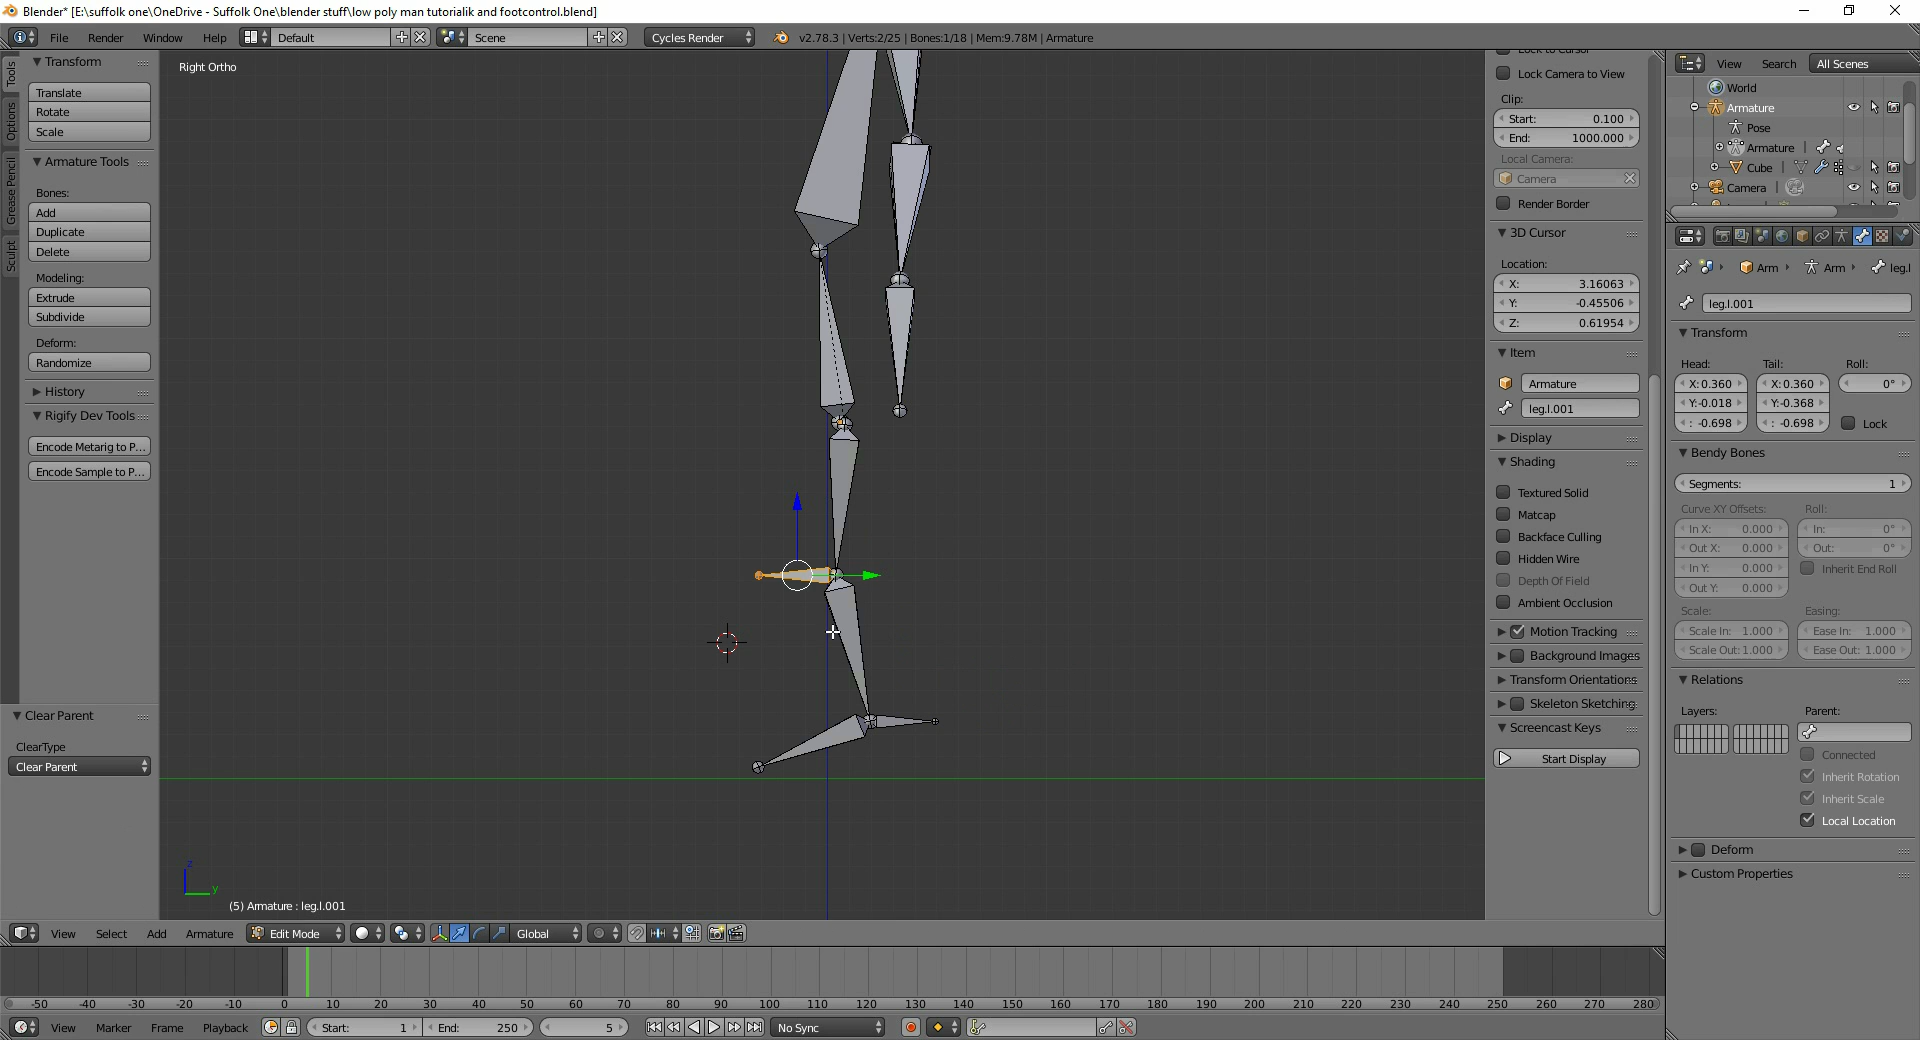 Blender* [E:\suffolk one\OneDrive - Suffolk One\blender stuff\low poly man tutorialik and footcontrol.blend]
File Render Window Help Default Scene Cycles Render v2.78.3 | Verts:2/25 | Bones:1/18 | Mem:9.78M | Armature
Tools
Options
Grease Pencil
Sculpt
Transform
Translate
Rotate
Scale
Armature Tools
Bones:
Add
Duplicate
Delete
Modeling:
Extrude
Subdivide
Deform:
Randomize
History
Rigify Dev Tools
Encode Metarig to P...
Encode Sample to P...
Clear Parent
ClearType
Clear Parent
Right Ortho
z
y
(5) Armature : leg.l.001
Lock to Cursor
Lock Camera to View
Clip:
Start: 0.100
End: 1000.000
Local Camera:
Camera
Render Border
3D Cursor
Location:
X: 3.16063
Y: -0.45506
Z: 0.61954
Item
Armature
leg.l.001
Display
Shading
Textured Solid
Matcap
Backface Culling
Hidden Wire
Depth Of Field
Ambient Occlusion
Motion Tracking
Background Images
Transform Orientations
Skeleton Sketching
Screencast Keys
Start Display
View Search All Scenes
World
Armature
Pose
Armature
Cube
Camera
Arm Arm leg.l
leg.l.001
Transform
Head: Tail: Roll:
X:0.360 X:0.360 0°
Y:-0.018 Y:-0.368
: -0.698 : -0.698 Lock
Bendy Bones
Segments: 1
Curve XY Offsets: Roll:
In X: 0.000 In: 0°
Out X: 0.000 Out: 0°
In Y: 0.000 Inherit End Roll
Out Y: 0.000
Scale: Easing:
Scale In: 1.000 Ease In: 1.000
Scale Out: 1.000 Ease Out: 1.000
Relations
Layers: Parent:
Connected
Inherit Rotation
Inherit Scale
Local Location
Deform
Custom Properties
View Select Add Armature Edit Mode Global
-50 -40 -30 -20 -10 0 10 20 30 40 50 60 70 80 90 100 110 120 130 140 150 160 170 180 190 200 210 220 230 240 250 260 270 280
View Marker Frame Playback Start: 1 End: 250 5 No Sync